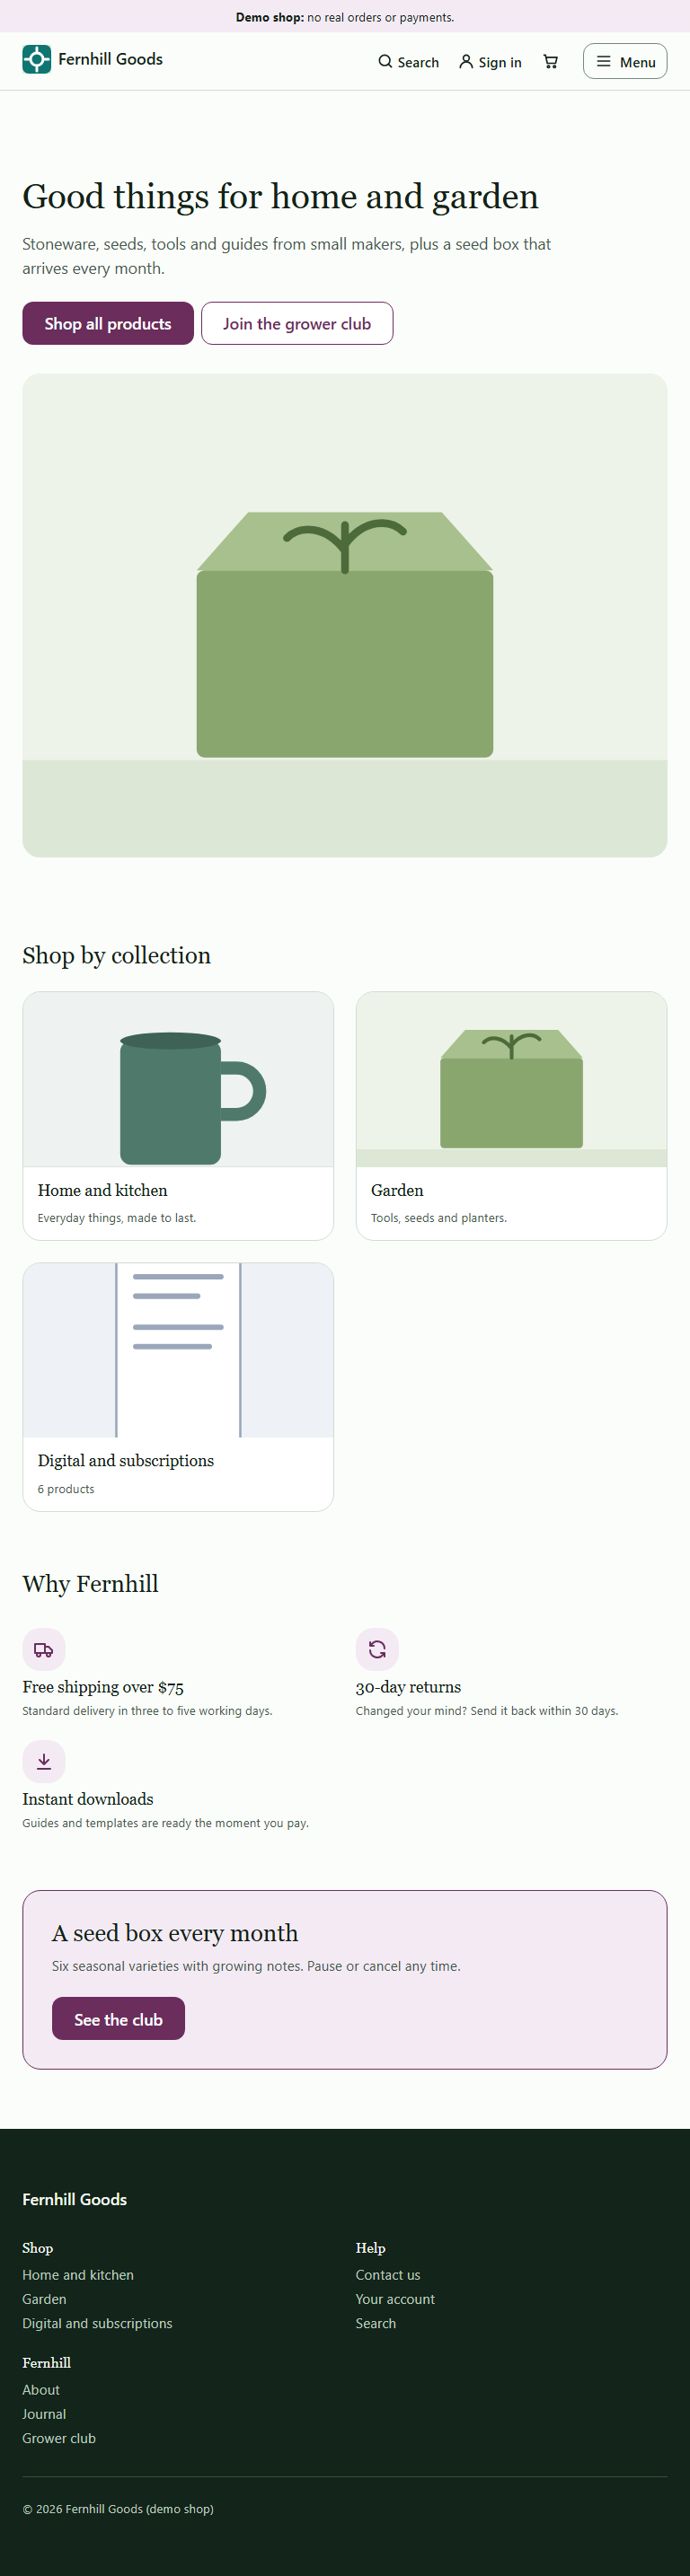 Demo shop: no real orders or payments.
Fernhill Goods
Search
Sign in
Menu
Good things for home and garden
Stoneware, seeds, tools and guides from small makers, plus a seed box that
arrives every month.
Shop all products
Join the grower club
Shop by collection
Home and kitchen
Everyday things, made to last.
Garden
Tools, seeds and planters.
Digital and subscriptions
6 products
Why Fernhill
Free shipping over $75
Standard delivery in three to five working days.
30-day returns
Changed your mind? Send it back within 30 days.
Instant downloads
Guides and templates are ready the moment you pay.
A seed box every month
Six seasonal varieties with growing notes. Pause or cancel any time.
See the club
Fernhill Goods
Shop
Home and kitchen
Garden
Digital and subscriptions
Help
Contact us
Your account
Search
Fernhill
About
Journal
Grower club
© 2026 Fernhill Goods (demo shop)